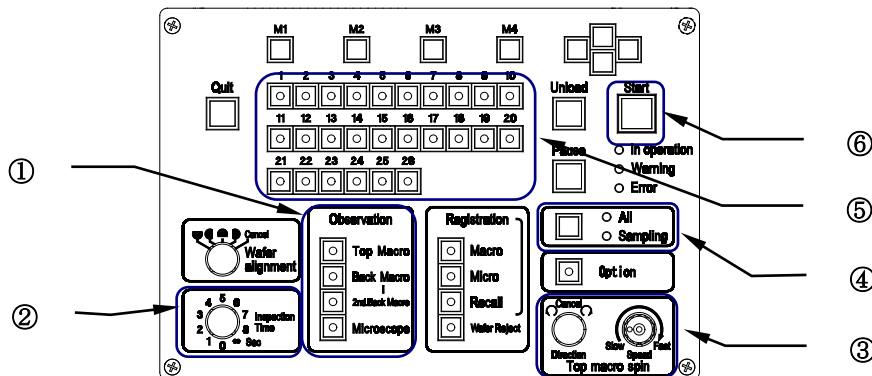 M1 M2 M3 M4
1 2 3 4 5 6 7 8 9 10
Quit Unload Start
11 12 13 14 15 16 17 18 19 20
⑥
In operation
Pause Warning
21 22 23 24 25 26
Error
①
⑤
Observation Registration
All
Sampling
Cancel
Wafer
alignment
Top Macro Macro
Back Macro Micro
2nd.Back Macro Recall
Microscope Wafer Reject
Option
④
②
0 1 2 3 4 5 6 7 8 ∞ Sec
Inspection
Time
③
Cancel
Direction
Slow Fast
Speed
Top macro spin